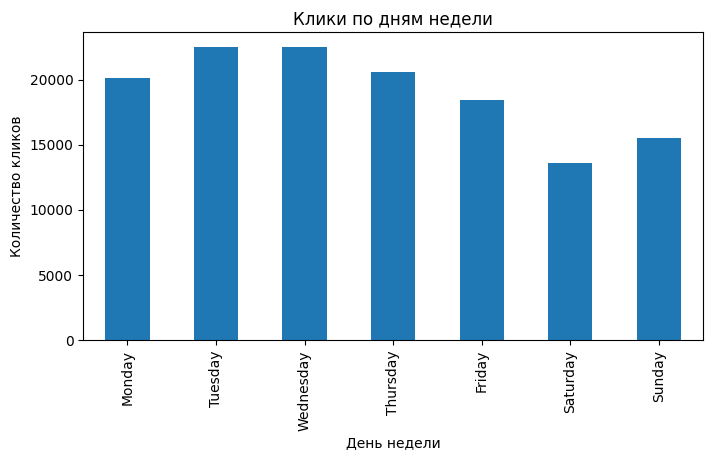 Клики по дням недели
Количество кликов
20000
15000
10000
5000
0
Monday
Tuesday
Wednesday
Thursday
Friday
Saturday
Sunday
День недели